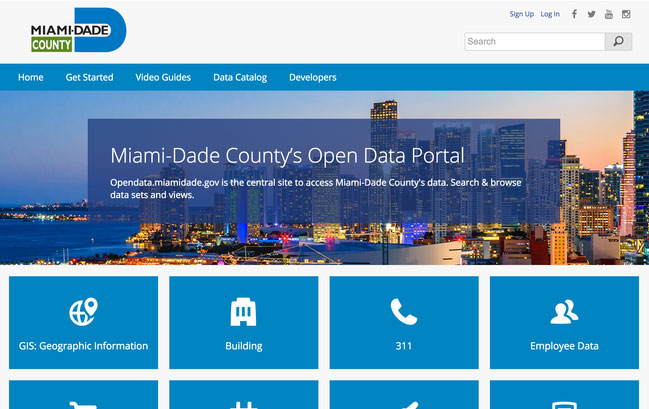 MIAMI-DADE
COUNTY
Sign Up Log In
Search
Home Get Started Video Guides Data Catalog Developers
Miami-Dade County's Open Data Portal
Opendata.miamidade.gov is the central site to access Miami-Dade County's data. Search & browse
data sets and views.
GIS: Geographic Information Building 311 Employee Data